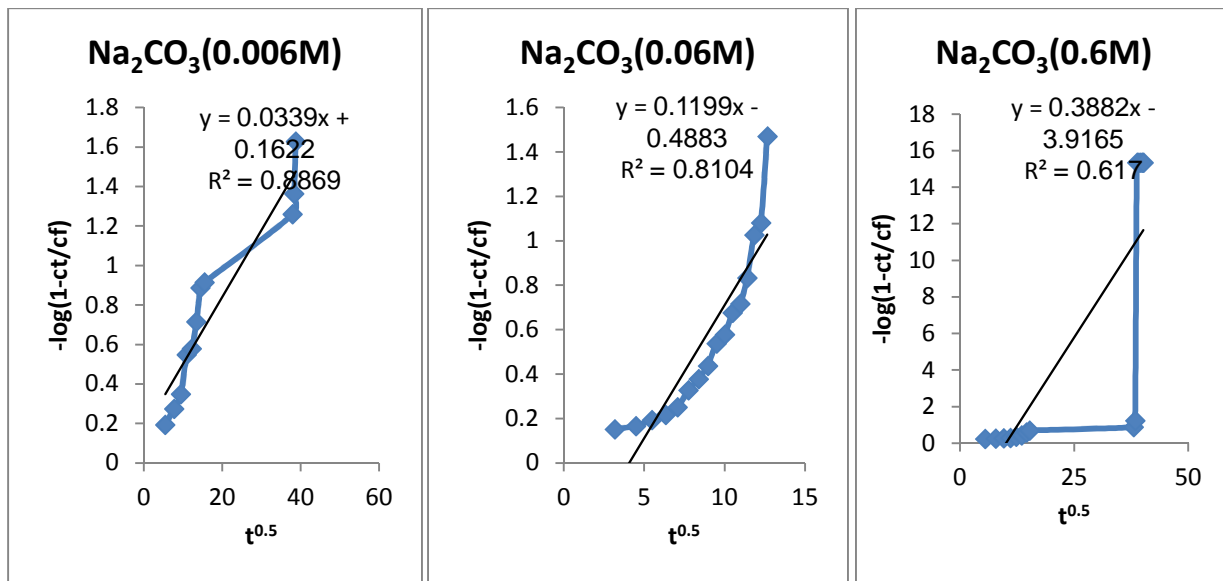 Na₂CO₃(0.006M)
y = 0.0339x +
0.1622
R² = 0.8869
1.8
1.6
1.4
1.2
1
0.8
0.6
0.4
0.2
0
-log(1-ct/cf)
0 20 40 60
t⁰·⁵
Na₂CO₃(0.06M)
y = 0.1199x -
0.4883
R² = 0.8104
1.6
1.4
1.2
1
0.8
0.6
0.4
0.2
0
-log(1-ct/cf)
0 5 10 15
t⁰·⁵
Na₂CO₃(0.6M)
y = 0.3882x -
3.9165
R² = 0.617
18
16
14
12
10
8
6
4
2
0
-log(1-ct/cf)
0 25 50
t⁰·⁵